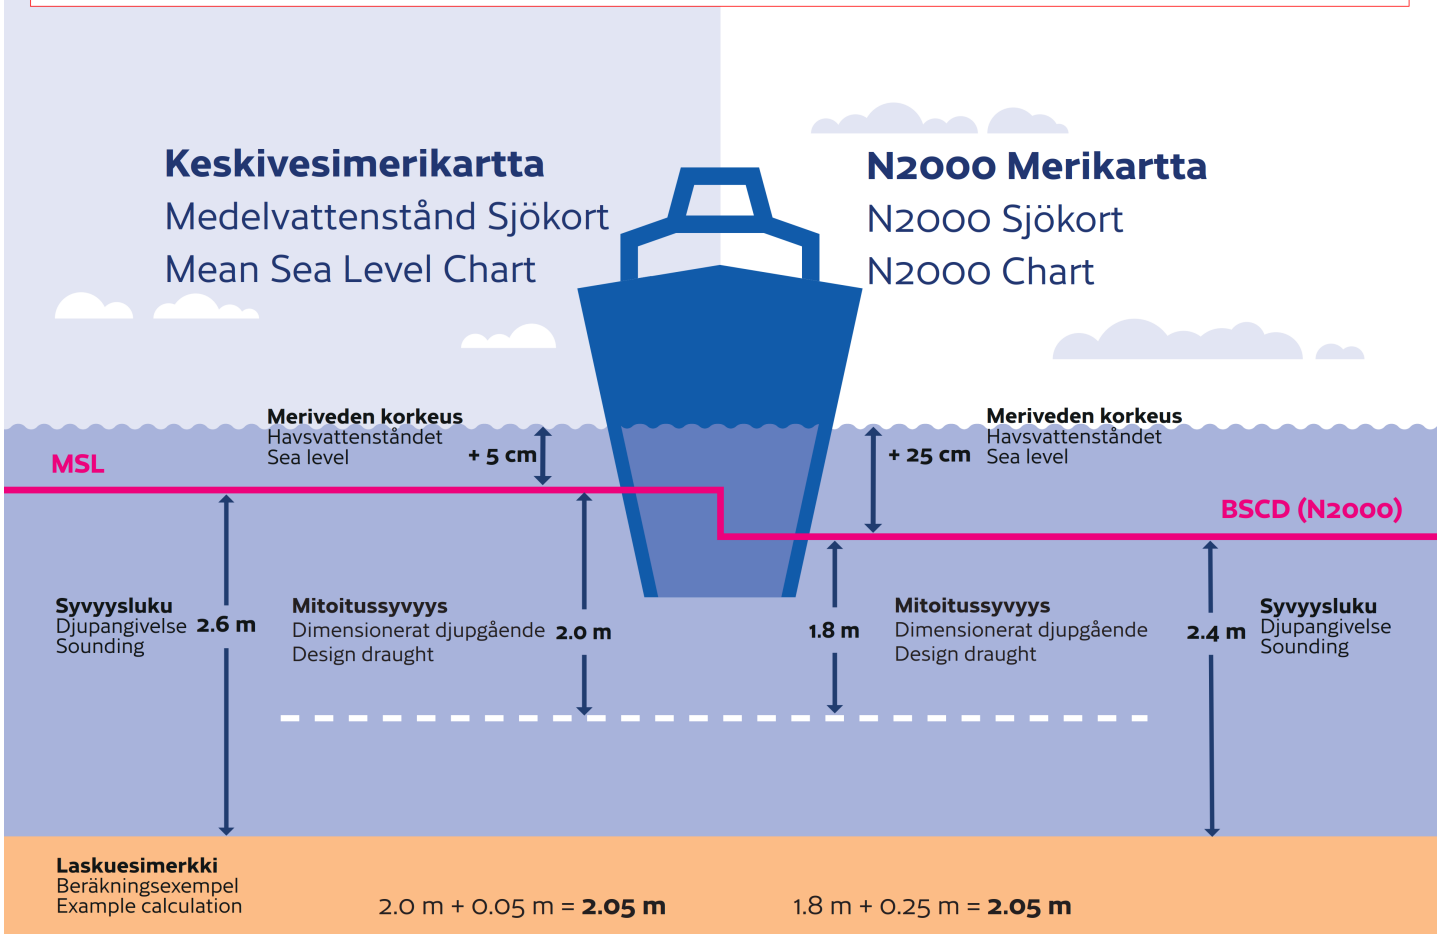 Keskivesimerikartta
Medelvattenstånd Sjökort
Mean Sea Level Chart
N2000 Merikartta
N2000 Sjökort
N2000 Chart
Meriveden korkeus
Havsvattenståndet
Sea level
+ 5 cm
+ 25 cm
Meriveden korkeus
Havsvattenståndet
Sea level
MSL
BSCD (N2000)
Syvyysluku
Djupangivelse
Sounding
2.6 m
Mitoitussyvyys
Dimensionerat djupgående
Design draught
2.0 m
1.8 m
Mitoitussyvyys
Dimensionerat djupgående
Design draught
2.4 m
Syvyysluku
Djupangivelse
Sounding
Laskuesimerkki
Beräkningsexempel
Example calculation
2.0 m + 0.05 m = 2.05 m
1.8 m + 0.25 m = 2.05 m